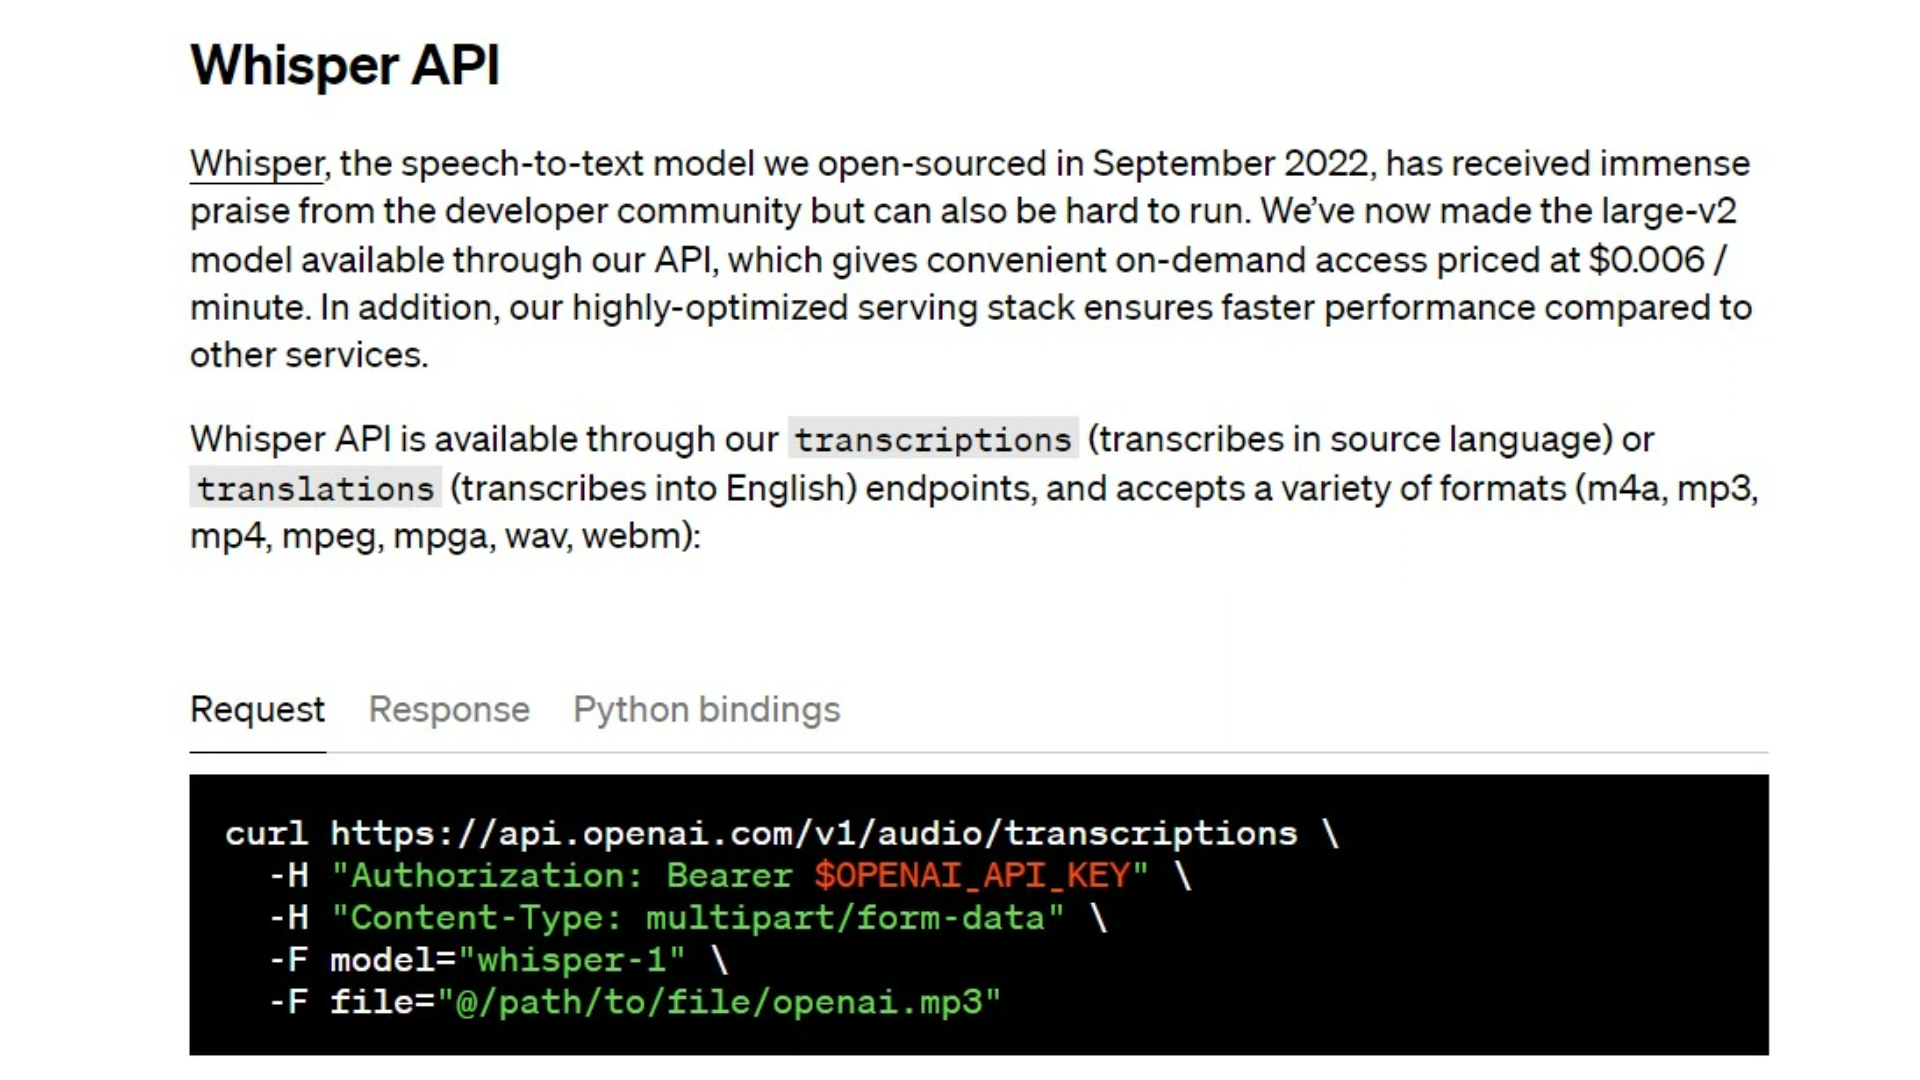 Whisper API
Whisper, the speech-to-text model we open-sourced in September 2022, has received immense
praise from the developer community but can also be hard to run. We’ve now made the large-v2
model available through our API, which gives convenient on-demand access priced at $0.006 /
minute. In addition, our highly-optimized serving stack ensures faster performance compared to
other services.
Whisper API is available through our transcriptions (transcribes in source language) or
translations (transcribes into English) endpoints, and accepts a variety of formats (m4a, mp3,
mp4, mpeg, mpga, wav, webm):
Request Response Python bindings
curl https://api.openai.com/v1/audio/transcriptions \
  -H "Authorization: Bearer $OPENAI_API_KEY" \
  -H "Content-Type: multipart/form-data" \
  -F model="whisper-1" \
  -F file="@/path/to/file/openai.mp3"